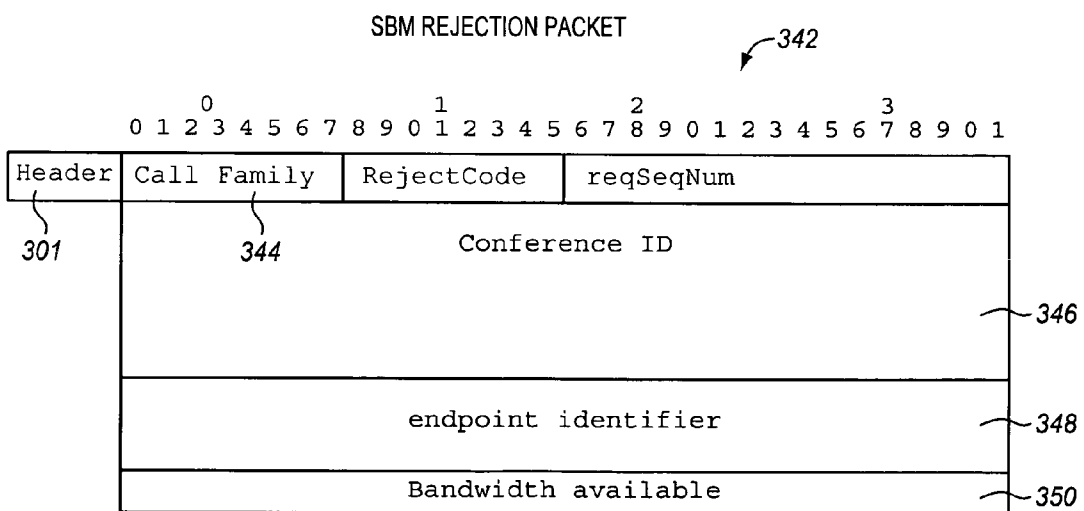 SBM REJECTION PACKET
342
0 1 2 3
0 1 2 3 4 5 6 7 8 9 0 1 2 3 4 5 6 7 8 9 0 1 2 3 4 5 6 7 8 9 0 1
Header Call Family RejectCode reqSeqNum
301 344 Conference ID
346
endpoint identifier 348
Bandwidth available 350